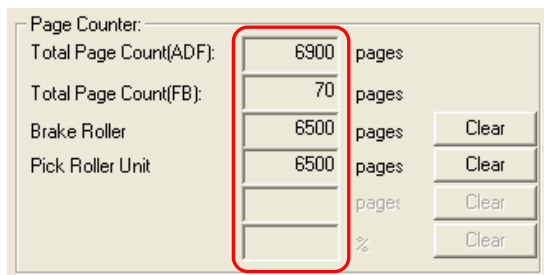 Page Counter:
Total Page Count(ADF): 6900 pages
Total Page Count(FB): 70 pages
Brake Roller 6500 pages Clear
Pick Roller Unit 6500 pages Clear
pages Clear
% Clear